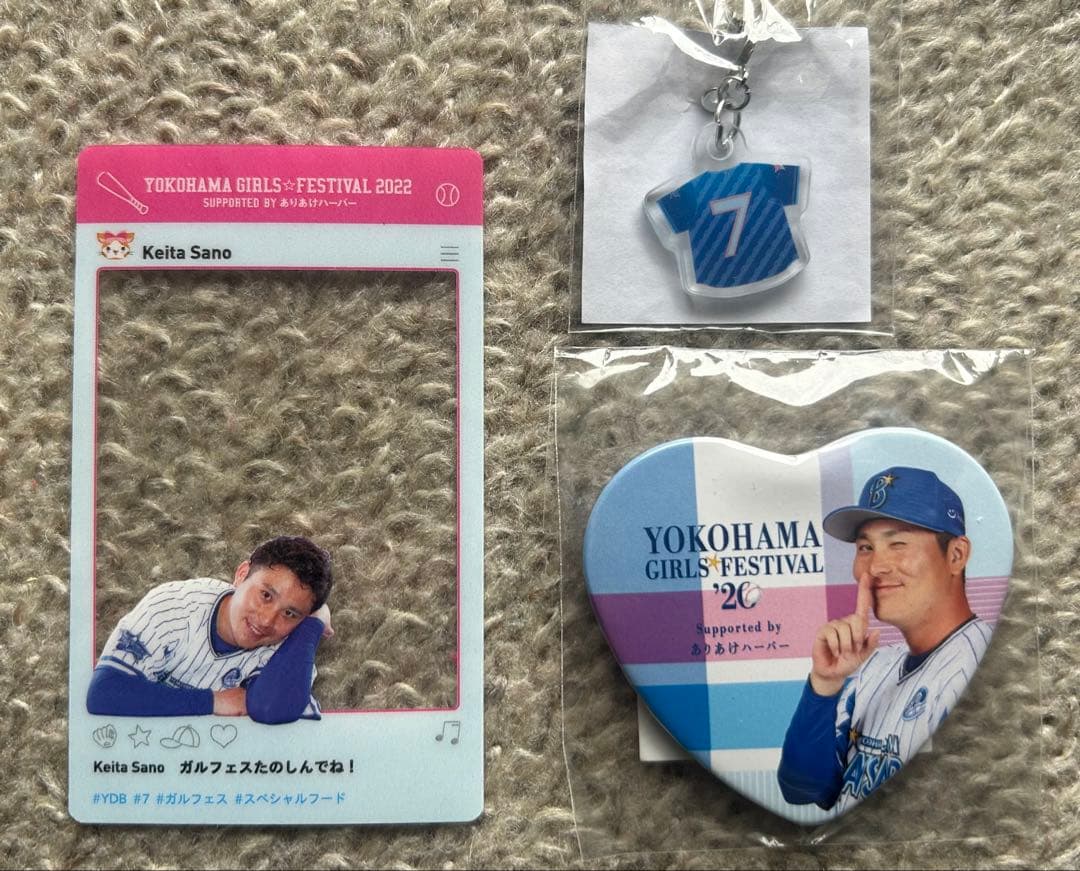 YOKOHAMA GIRLS☆FESTIVAL 2022
SUPPORTED BY ありあけハーバー
Keita Sano
Keita Sano ガルフェスたのしんでね!
#YDB #7 #ガルフェス #スペシャルフード
7
B
YOKOHAMA
GIRLS★FESTIVAL
'20
Supported by
ありあけハーバー